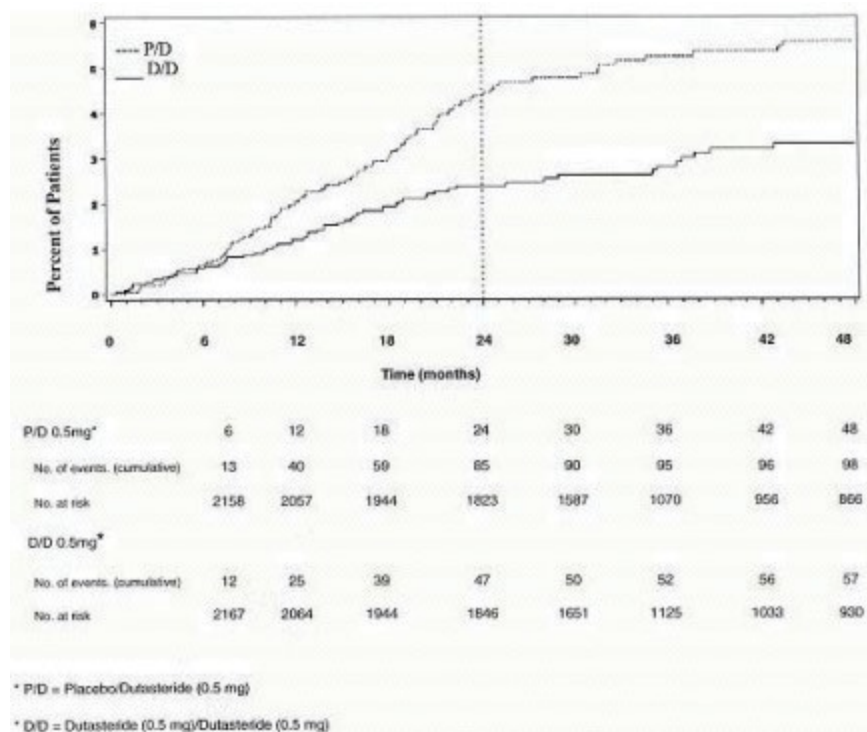 6
5
4
3
2
1
0
Percent of Patients
P/D
D/D
0 6 12 18 24 30 36 42 48
Time (months)
P/D 0.5mg* 6 12 18 24 30 36 42 48
No. of events. (cumulative) 13 40 59 85 90 95 96 98
No. at risk 2158 2057 1944 1823 1587 1070 956 866
D/D 0.5mg*
No. of events. (cumulative) 12 25 39 47 50 52 56 57
No. at risk 2167 2064 1944 1846 1651 1125 1033 930
* P/D = Placebo/Dutasteride (0.5 mg)
* D/D = Dutasteride (0.5 mg)/Dutasteride (0.5 mg)